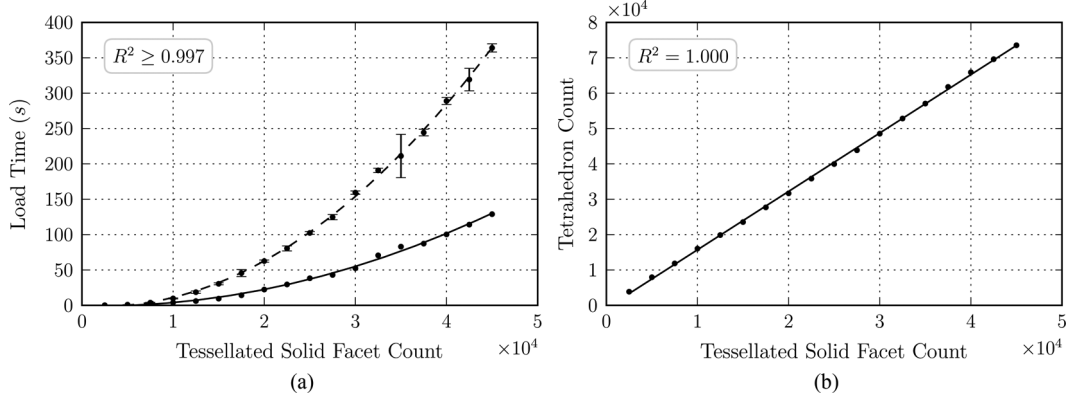 400
350
300
250
200
150
100
50
0
Load Time (s)
R² ≥ 0.997
0 1 2 3 4 5
×10⁴
Tessellated Solid Facet Count
(a)
×10⁴
8
7
6
5
4
3
2
1
0
Tetrahedron Count
R² = 1.000
0 1 2 3 4 5
×10⁴
Tessellated Solid Facet Count
(b)